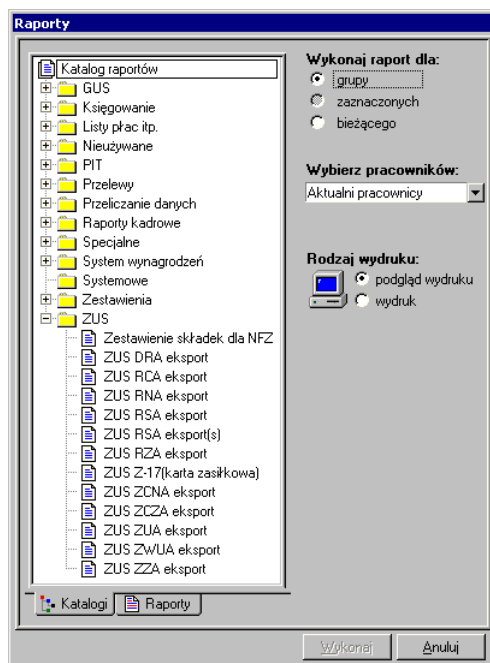 Raporty
Katalog raportów
GUS
Księgowanie
Listy płac itp.
Nieużywane
PIT
Przelewy
Przeliczanie danych
Raporty kadrowe
Specjalne
System wynagrodzeń
Systemowe
Zestawienia
ZUS
Zestawienie składek dla NFZ
ZUS DRA eksport
ZUS RCA eksport
ZUS RNA eksport
ZUS RSA eksport
ZUS RSA eksport(s)
ZUS RZA eksport
ZUS Z-17(karta zasiłkowa)
ZUS ZCNA eksport
ZUS ZCZA eksport
ZUS ZUA eksport
ZUS ZWUA eksport
ZUS ZZA eksport
Katalogi Raporty
Wykonaj raport dla:
grupy
zaznaczonych
bieżącego
Wybierz pracowników:
Aktualni pracownicy
Rodzaj wydruku:
podgląd wydruku
wydruk
Wykonaj Anuluj